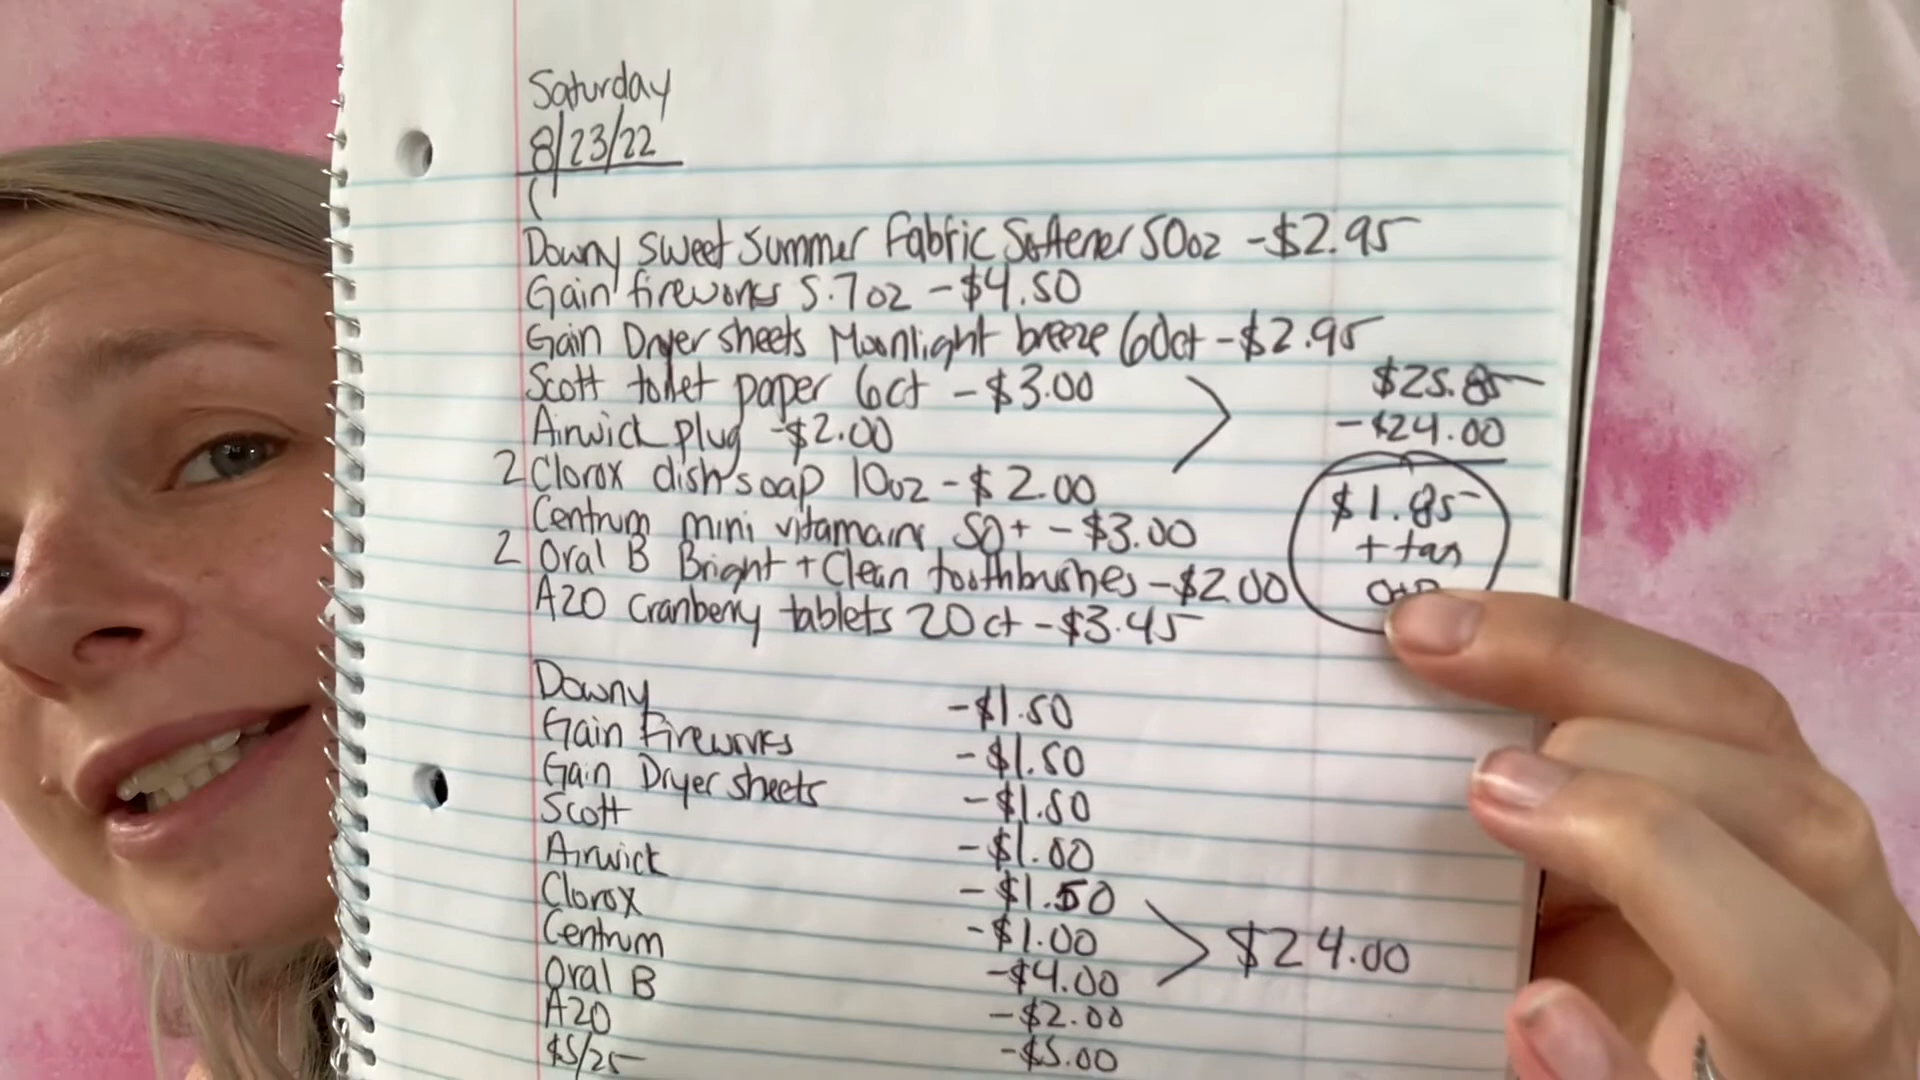 Saturday
8/23/22
Downy Sweet Summer Fabric Softener 50oz - $2.95
Gain fireworks 5.7oz - $4.50
Gain Dryer sheets Moonlight breeze 60ct - $2.95
Scott toilet paper 6ct - $3.00
Airwick plug - $2.00
2 Clorox dish soap 10oz - $2.00
Centrum mini vitamains 50+ - $3.00
2 Oral B Bright + Clean toothbrushes - $2.00
AZO Cranberry tablets 20ct - $3.45
$25.85
- $24.00
$1.85
+ tax
Downy - $1.50
Gain Fireworks - $1.50
Gain Dryer sheets - $1.50
Scott - $1.00
Airwick - $1.50
Clorox - $1.00
Centrum - $4.00
Oral B - $2.00
AZO - $5.00
$5/25
$24.00